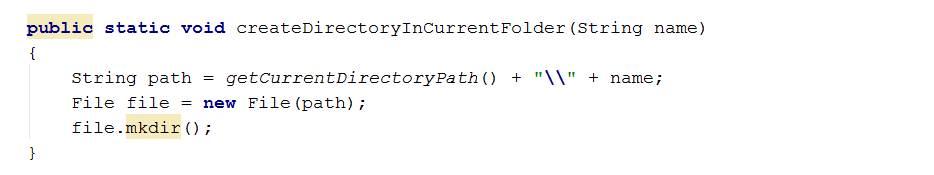 public static void createDirectoryInCurrentFolder(String name)
{
String path = getCurrentDirectoryPath() + "\\" + name;
File file = new File(path);
file.mkdir();
}